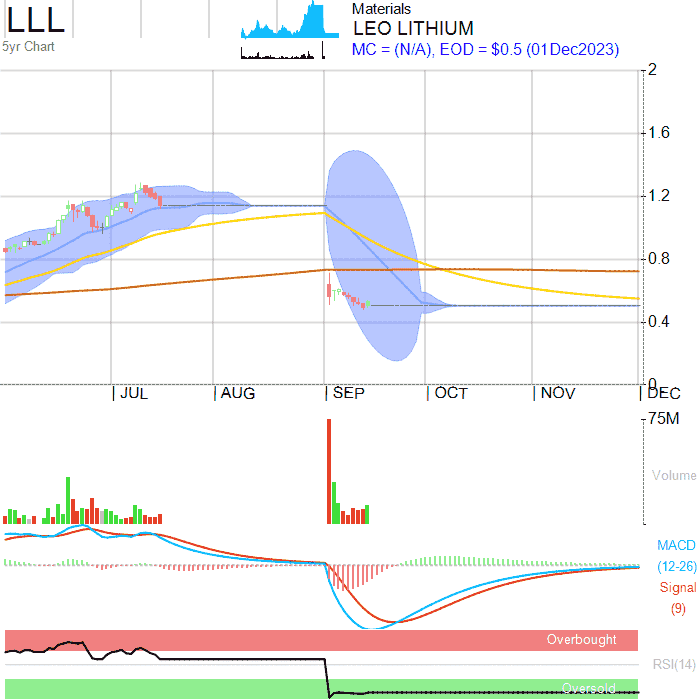 LLL
5yr Chart
Materials
LEO LITHIUM
MC = (N/A), EOD = $0.5 (01Dec2023)
2
1.6
1.2
0.8
0.4
0
JUL
AUG
SEP
OCT
NOV
DEC
75M
Volume
MACD
(12-26)
Signal
(9)
Overbought
RSI(14)
Oversold